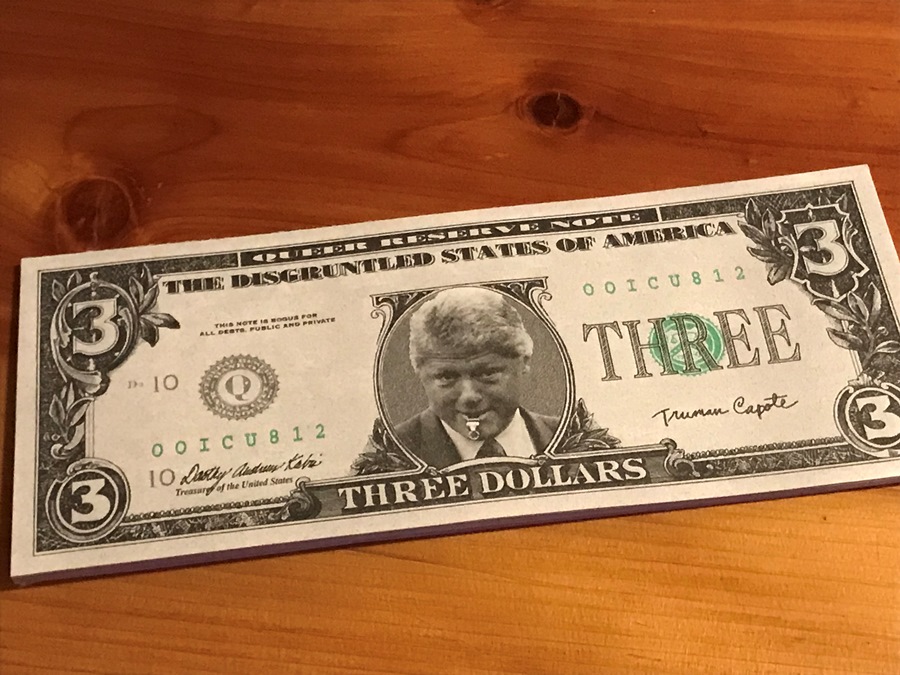 QUEER RESERVE NOTE
THE DISGRUNTLED STATES OF AMERICA
3
3
THIS NOTE IS BOGUS FOR
ALL DEBTS, PUBLIC AND PRIVATE
OOICU812
THREE
10
Q
Truman Capote
OOICU812
3
10
Treasury of the United States
3
THREE DOLLARS